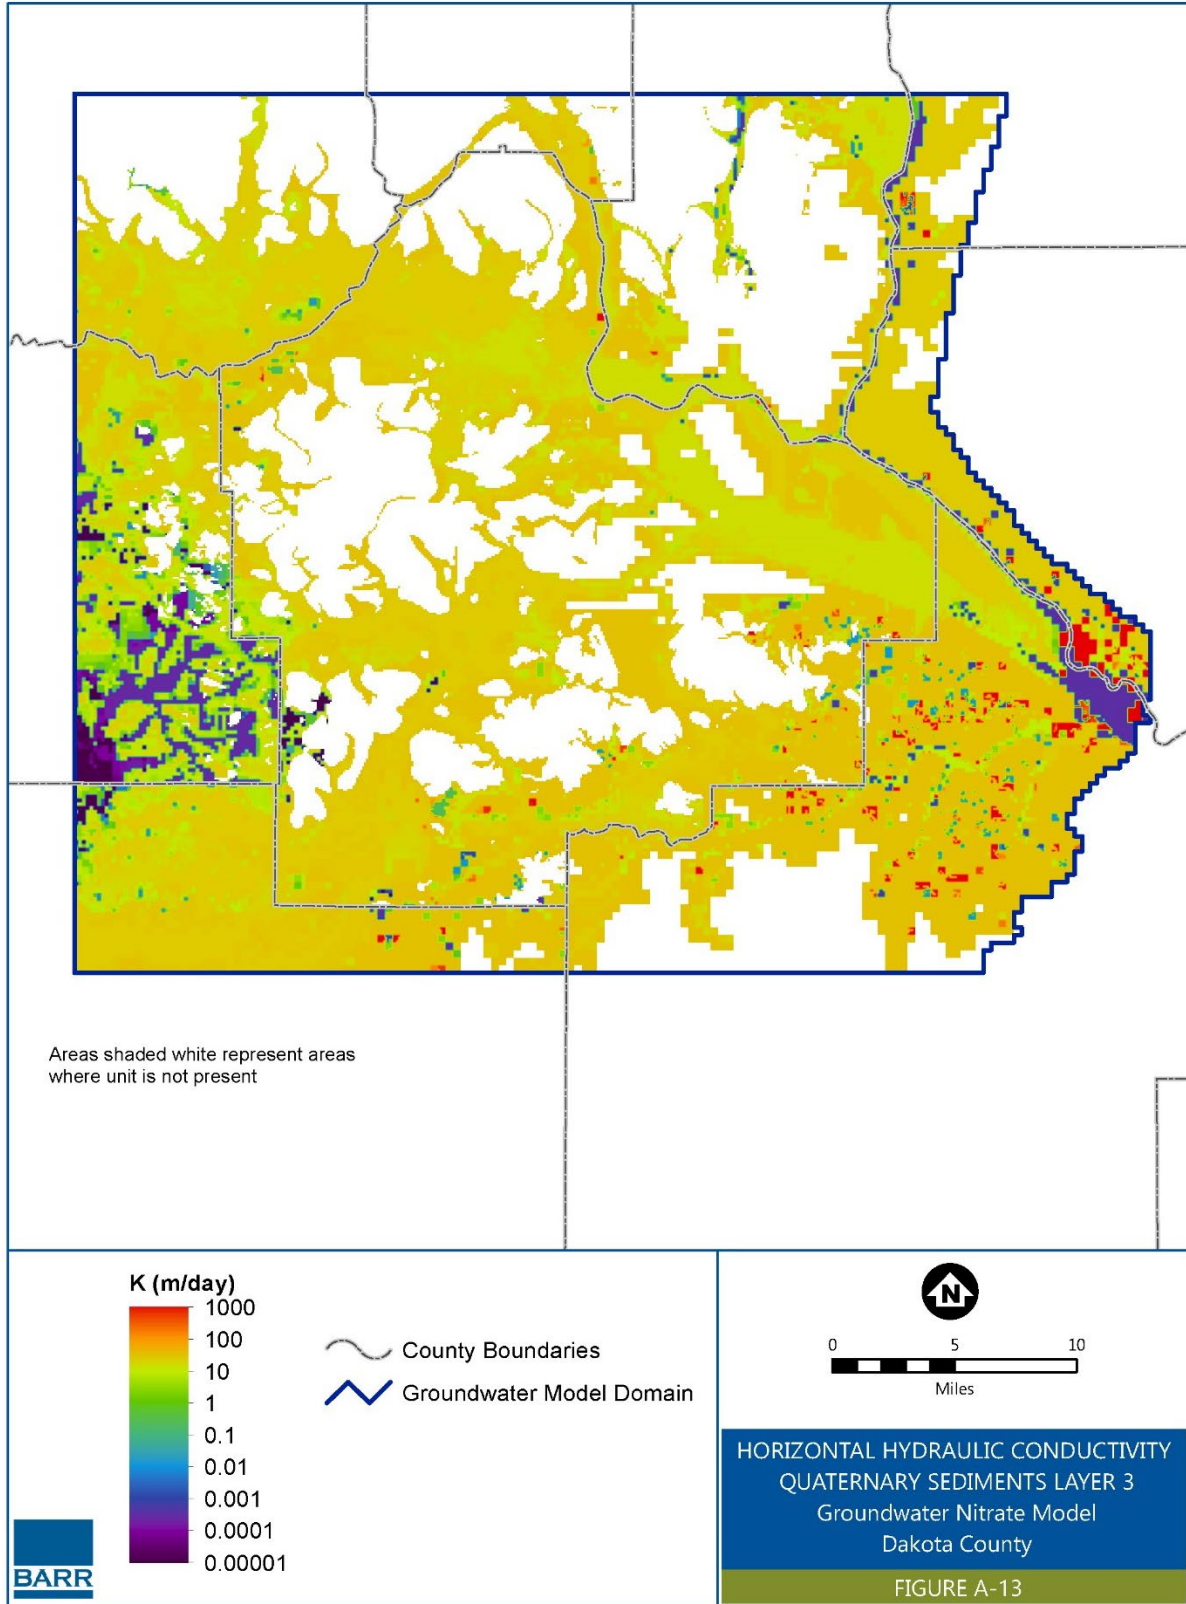 Areas shaded white represent areas
where unit is not present
K (m/day)
1000
100
10
1
0.1
0.01
0.001
0.0001
0.00001
County Boundaries
Groundwater Model Domain
BARR
N
0 5 10
Miles
HORIZONTAL HYDRAULIC CONDUCTIVITY
QUATERNARY SEDIMENTS LAYER 3
Groundwater Nitrate Model
Dakota County
FIGURE A-13